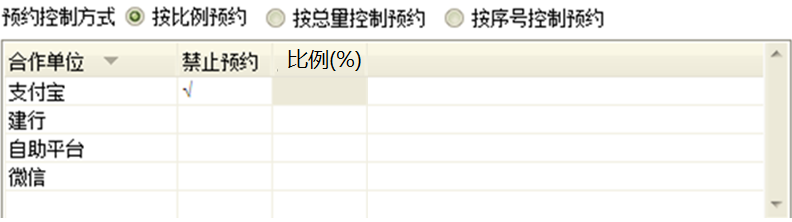 预约控制方式 按比例预约 按总量控制预约 按序号控制预约
合作单位 禁止预约 比例(%)
支付宝 √
建行
自助平台
微信